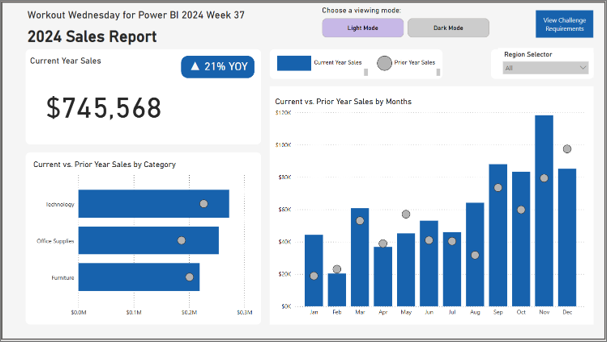 Workout Wednesday for Power BI 2024 Week 37
2024 Sales Report
Choose a viewing mode:
Light Mode
Dark Mode
View Challenge
Requirements
Current Year Sales
▲ 21% YOY
$745,568
Current Year Sales
Prior Year Sales
Region Selector
All
Current vs. Prior Year Sales by Category
Technology
Office Supplies
Furniture
$0.0M
$0.1M
$0.2M
$0.3M
Current vs. Prior Year Sales by Months
$120K
$100K
$80K
$60K
$40K
$20K
$0K
Jan
Feb
Mar
Apr
May
Jun
Jul
Aug
Sep
Oct
Nov
Dec